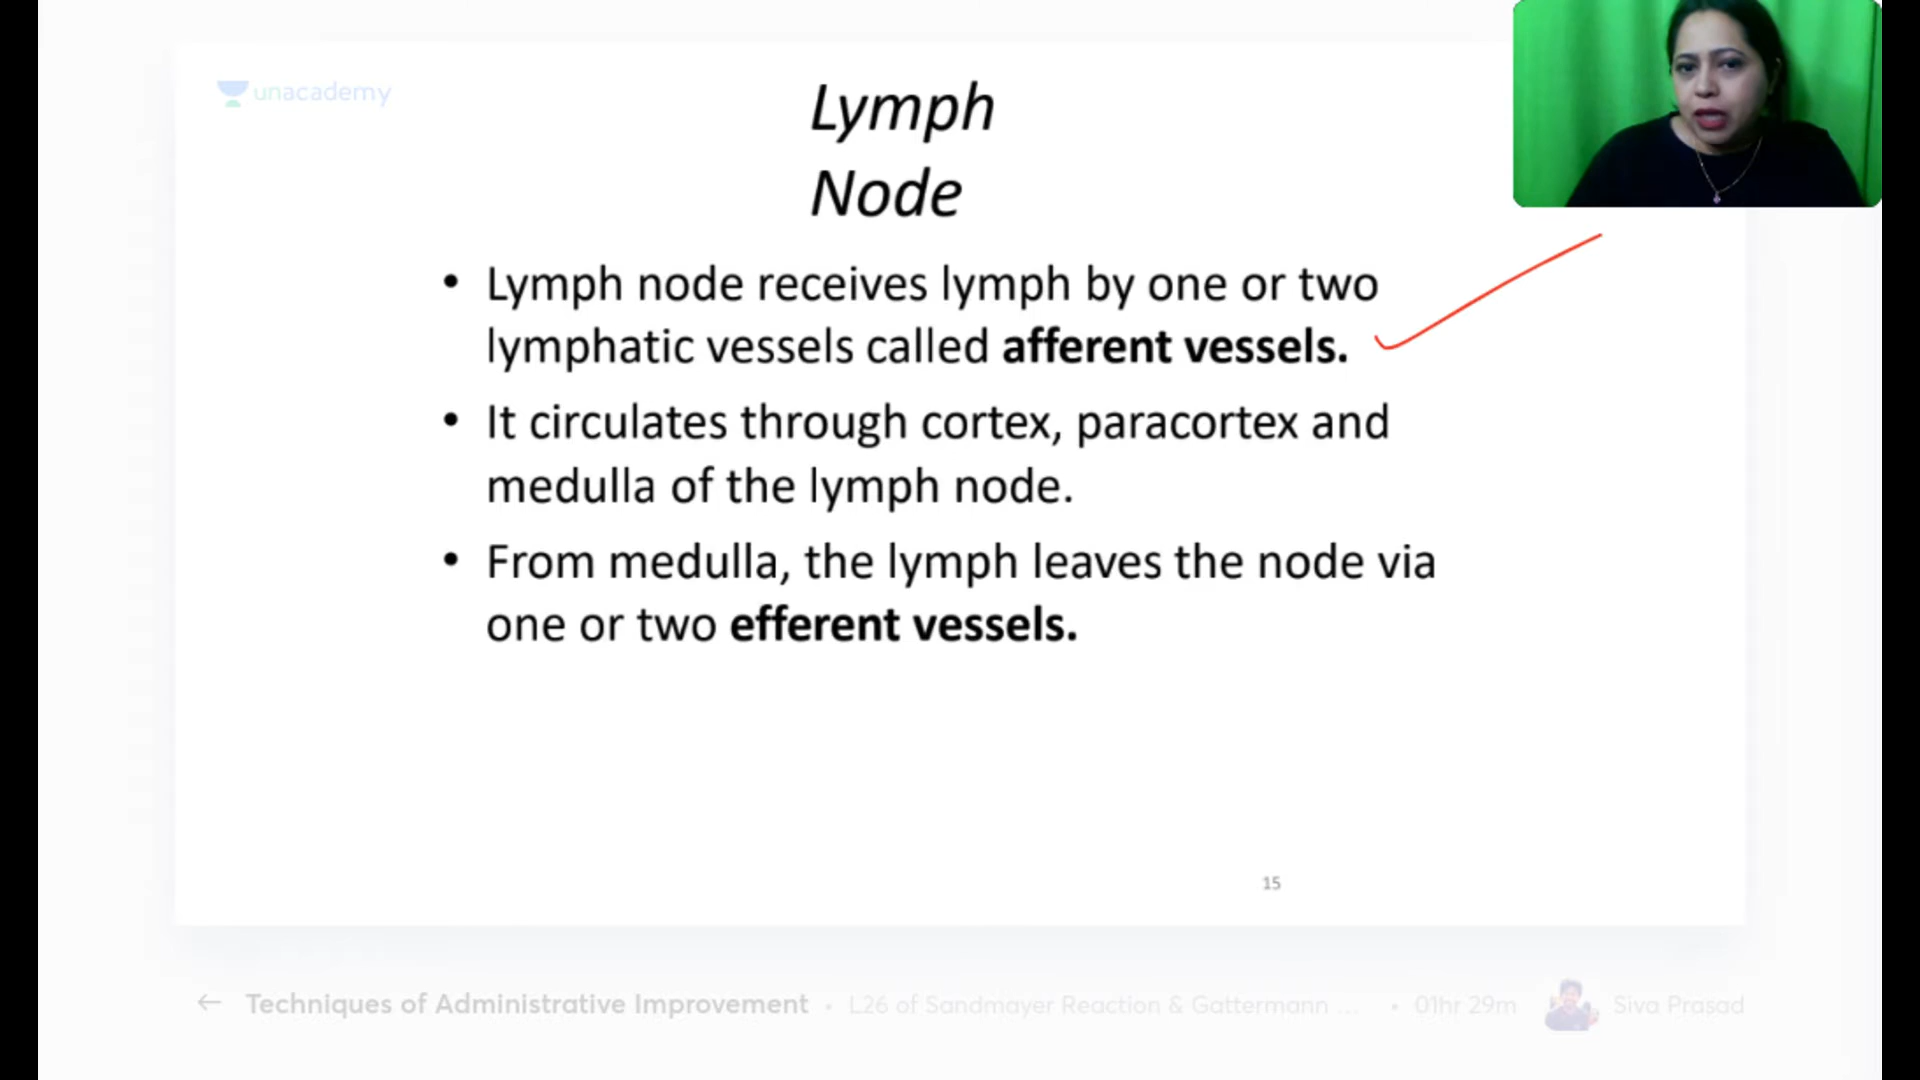 unacademy
Lymph
Node
• Lymph node receives lymph by one or two
lymphatic vessels called afferent vessels.
• It circulates through cortex, paracortex and
medulla of the lymph node.
• From medulla, the lymph leaves the node via
one or two efferent vessels.
15
← Techniques of Administrative Improvement • L26 of Sandmayer Reaction & Gattermann ... • 01hr 29m Siva Prasad